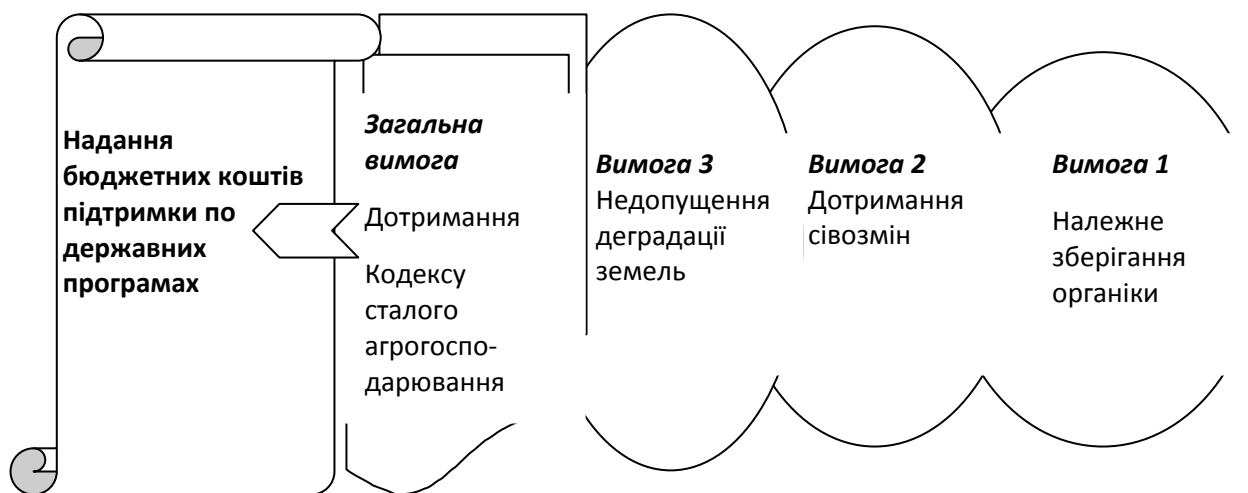 Надання
бюджетних коштів
підтримки по
державних
програмах
Загальна
вимога
Дотримання
Кодексу
сталого
агрогоспо-
дарювання
Вимога 3
Недопущення
деградації
земель
Вимога 2
Дотримання
сівозмін
Вимога 1
Належне
зберігання
органіки